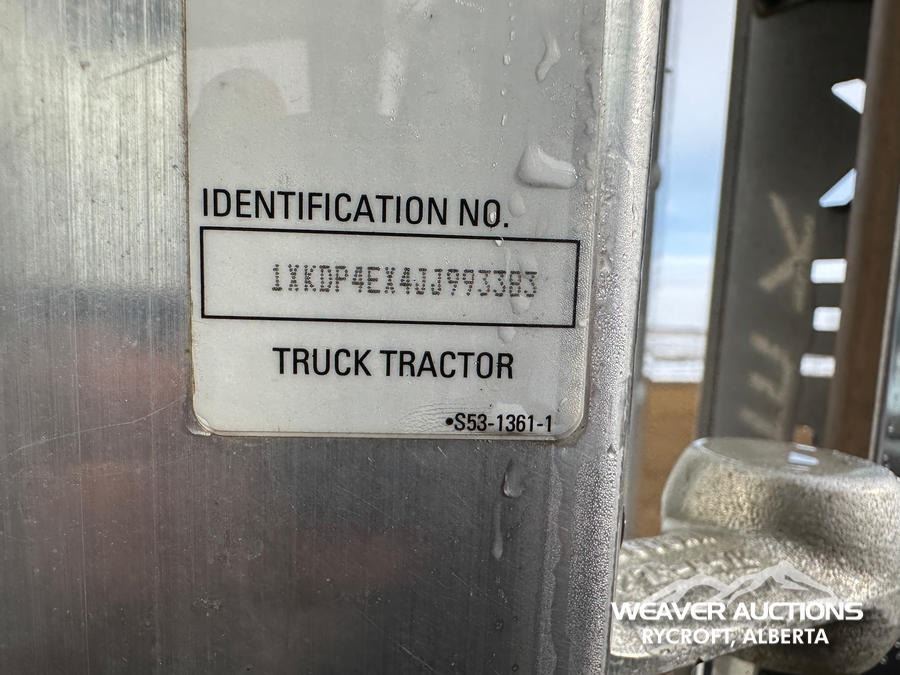 IDENTIFICATION NO.
1XKDP4EX4JJ993383
TRUCK TRACTOR
•S53-1361-1
WEAVER AUCTIONS
RYCROFT, ALBERTA